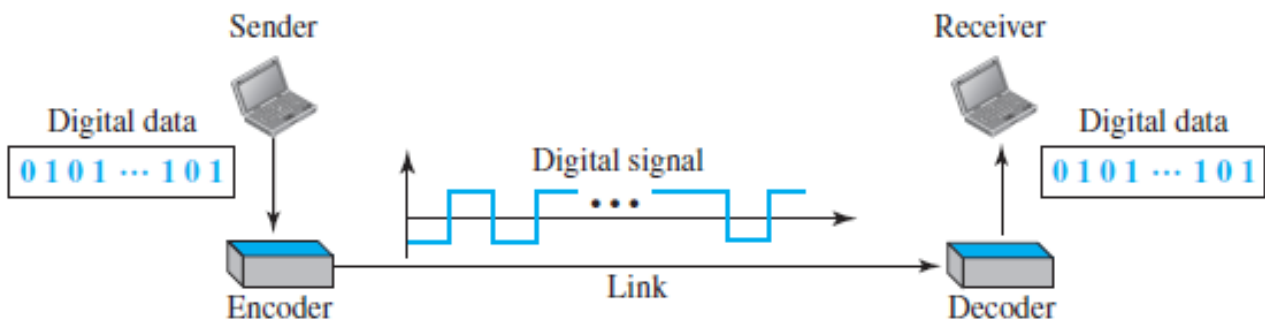 Sender
Receiver
Digital data
Digital data
0 1 0 1 ··· 1 0 1
Digital signal
0 1 0 1 ··· 1 0 1
•••
Link
Encoder
Decoder